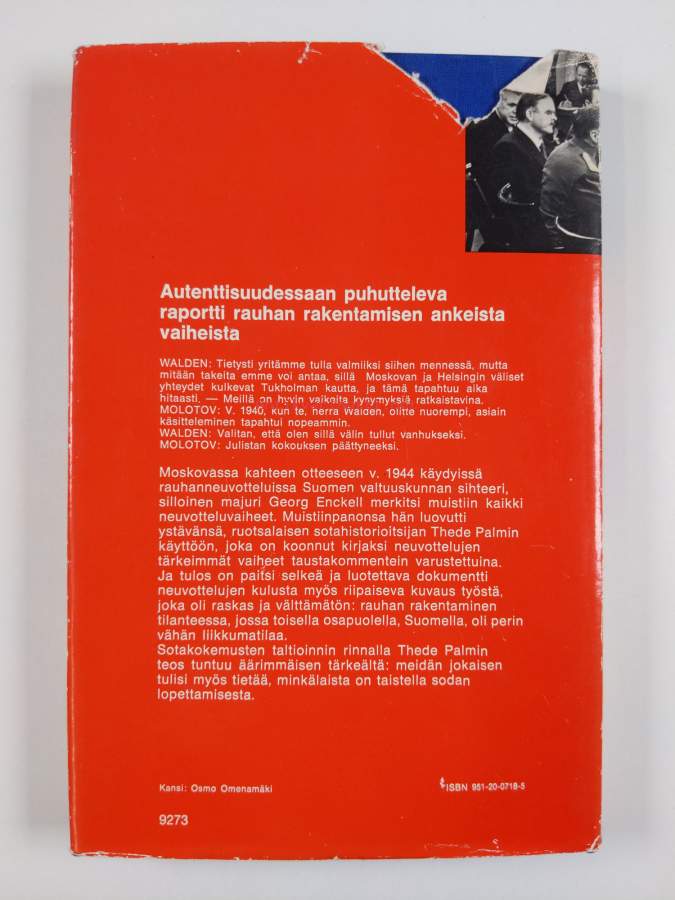 Autenttisuudessaan puhutteleva
raportti rauhan rakentamisen ankeista
vaiheista
WALDEN: Tietysti yritämme tulla valmiiksi siihen mennessä, mutta
mitään takeita emme voi antaa, sillä Moskovan ja Helsingin väliset
yhteydet kulkevat Tukholman kautta, ja tämä tapahtuu aika
hitaasti. — Meillä on hyvin vaikeita kysymyksiä ratkaistavina.
MOLOTOV: V. 1940, kun te, herra Walden, olitte nuorempi, asiain
käsitteleminen tapahtui nopeammin.
WALDEN: Valitan, että olen sillä välin tullut vanhukseksi.
MOLOTOV: Julistan kokouksen päättyneeksi.
Moskovassa kahteen otteeseen v. 1944 käydyissä
rauhanneuvotteluissa Suomen valtuuskunnan sihteeri,
silloinen majuri Georg Enckell merkitsi muistiin kaikki
neuvotteluvaiheet. Muistiinpanonsa hän luovutti
ystävänsä, ruotsalaisen sotahistorioitsijan Thede Palmin
käyttöön, joka on koonnut kirjaksi neuvottelujen
tärkeimmät vaiheet taustakommentein varustettuina.
Ja tulos on paitsi selkeä ja luotettava dokumentti
neuvottelujen kulusta myös riipaiseva kuvaus työstä,
joka oli raskas ja välttämätön: rauhan rakentaminen
tilanteessa, jossa toisella osapuolella, Suomella, oli perin
vähän liikkumatilaa.
Sotakokemusten taltioinnin rinnalla Thede Palmin
teos tuntuu äärimmäisen tärkeältä: meidän jokaisen
tulisi myös tietää, minkälaista on taistella sodan
lopettamisesta.
Kansi: Osmo Omenamäki
ISBN 951-20-0718-5
9273